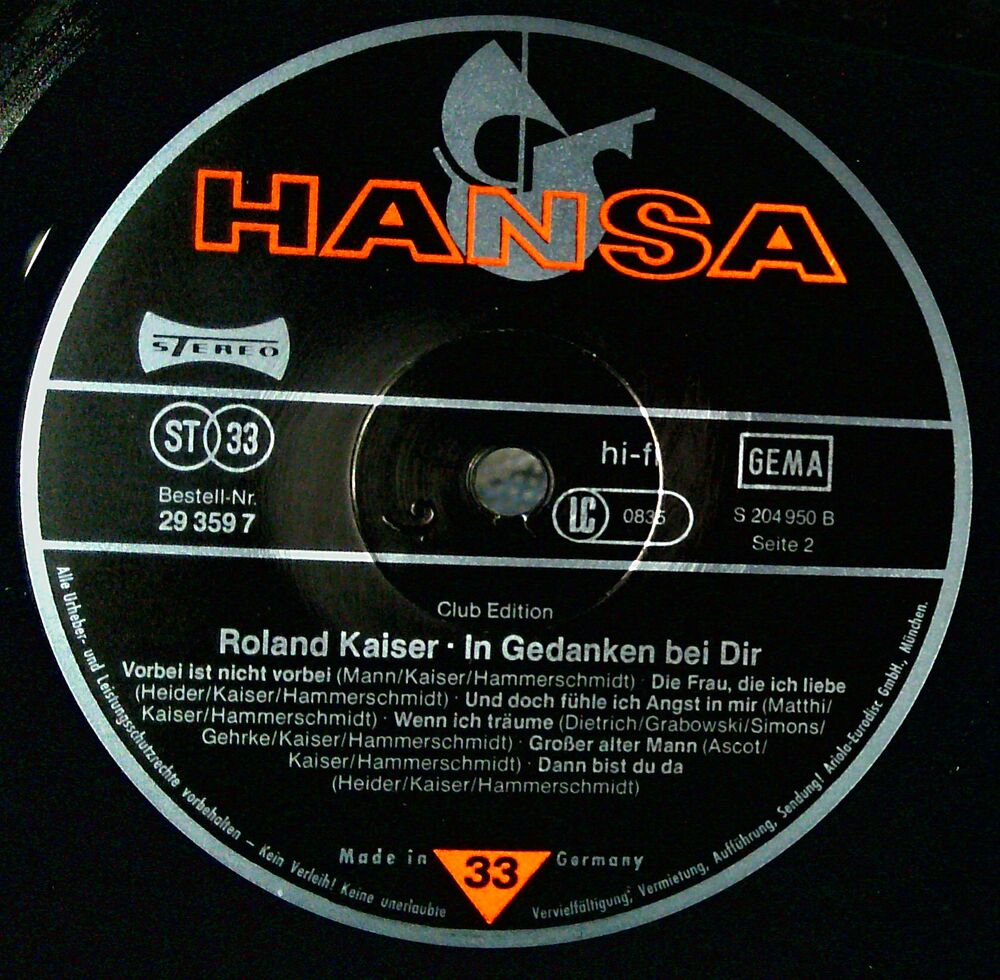 HANSA
STEREO
ST 33
Bestell-Nr.
29 359 7
hi-fi
LC 0835
GEMA
S 204 950 B
Seite 2
Club Edition
Roland Kaiser · In Gedanken bei Dir
Vorbei ist nicht vorbei (Mann/Kaiser/Hammerschmidt) · Die Frau, die ich liebe
(Heider/Kaiser/Hammerschmidt) · Und doch fühle ich Angst in mir (Matthi/
Kaiser/Hammerschmidt) · Wenn ich träume (Dietrich/Grabowski/Simons/
Gehrke/Kaiser/Hammerschmidt) · Großer alter Mann (Ascot/
Kaiser/Hammerschmidt) · Dann bist du da
(Heider/Kaiser/Hammerschmidt)
Made in 33 Germany
Alle Urheber- und Leistungsschutzrechte vorbehalten – Kein Verleih! Keine unerlaubte Vervielfältigung, Vermietung, Aufführung, Sendung! Ariola-Eurodisc GmbH., München.